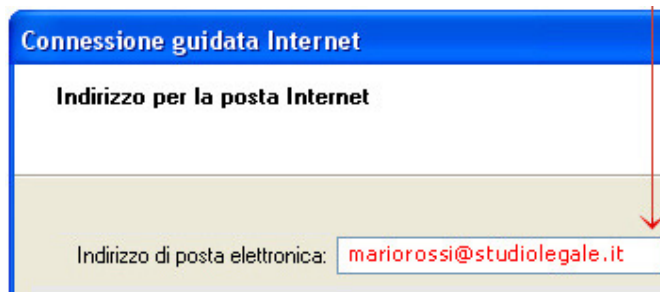 Connessione guidata Internet
Indirizzo per la posta Internet
Indirizzo di posta elettronica: mariorossi@studiolegale.it